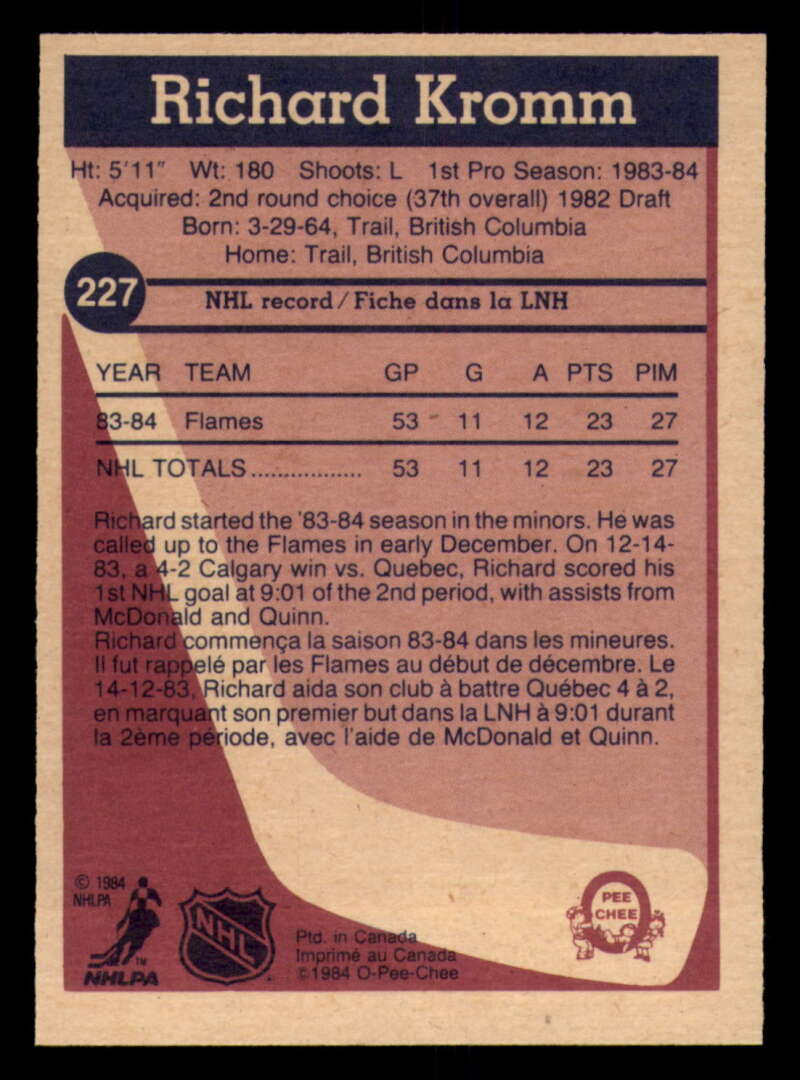 Richard Kromm
Ht: 5'11" Wt: 180 Shoots: L 1st Pro Season: 1983-84
Acquired: 2nd round choice (37th overall) 1982 Draft
Born: 3-29-64, Trail, British Columbia
Home: Trail, British Columbia
227
NHL record/Fiche dans la LNH
YEAR TEAM GP G A PTS PIM
83-84 Flames 53 11 12 23 27
NHL TOTALS................. 53 11 12 23 27
Richard started the '83-84 season in the minors. He was
called up to the Flames in early December. On 12-14-
83, a 4-2 Calgary win vs. Quebec, Richard scored his
1st NHL goal at 9:01 of the 2nd period, with assists from
McDonald and Quinn.
Richard commença la saison 83-84 dans les mineures.
Il fut rappelé par les Flames au début de décembre. Le
14-12-83, Richard aida son club à battre Québec 4 à 2,
en marquant son premier but dans la LNH à 9:01 durant
la 2ème période, avec l'aide de McDonald et Quinn.
© 1984
NHLPA
TM
NHLPA
NHL
Ptd. in Canada
Imprimé au Canada
©1984 O-Pee-Chee
O
PEE
CHEE